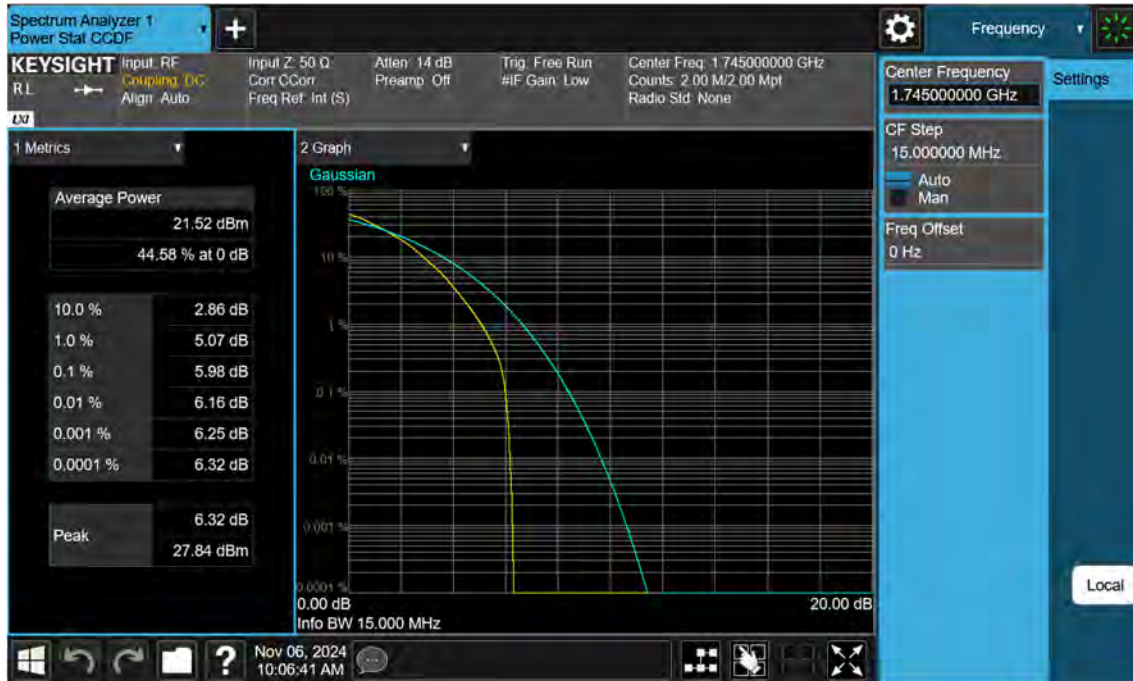 Spectrum Analyzer 1
Power Stat CCDF
+
Frequency
KEYSIGHT
RL
LXI
Input: RF
Coupling: DC
Align: Auto
Input Z: 50 Ω
Corr CCorr
Freq Ref: Int (S)
Atten: 14 dB
Preamp: Off
Trig: Free Run
#IF Gain: Low
Center Freq: 1.745000000 GHz
Counts: 2.00 M/2.00 Mpt
Radio Std: None
Center Frequency
1.745000000 GHz
Settings
CF Step
15.000000 MHz
Auto
Man
Freq Offset
0 Hz
1 Metrics
Average Power
21.52 dBm
44.58 % at 0 dB
10.0 % 2.86 dB
1.0 % 5.07 dB
0.1 % 5.98 dB
0.01 % 6.16 dB
0.001 % 6.25 dB
0.0001 % 6.32 dB
Peak
6.32 dB
27.84 dBm
2 Graph
Gaussian
100 %
10 %
1 %
0.1 %
0.01 %
0.001 %
0.0001 %
0.00 dB 20.00 dB
Info BW 15.000 MHz
Local
?
Nov 06, 2024
10:06:41 AM